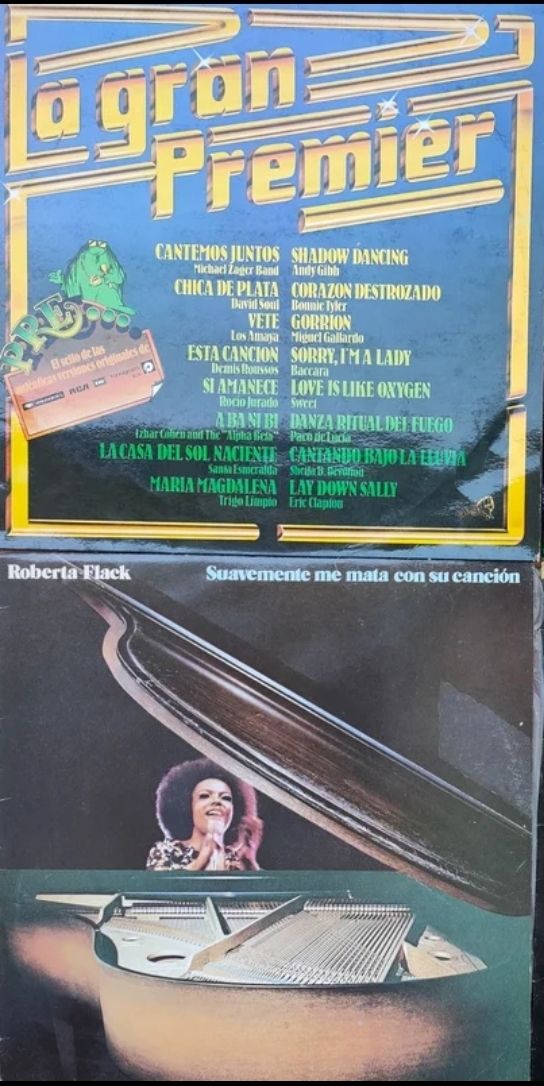 la gran
Premier
CANTEMOS JUNTOS
Michael Zager Band
CHICA DE PLATA
David Soul
VETE
Los Amaya
ESTA CANCION
Demis Roussos
SI AMANECE
Rocio Jurado
A BA NI BI
Izhar Cohen and The "Alpha Beta"
LA CASA DEL SOL NACIENTE
Santa Esmeralda
MARIA MAGDALENA
Trigo Limpio
SHADOW DANCING
Andy Gibb
CORAZON DESTROZADO
Bonnie Tyler
GORRION
Miguel Gallardo
SORRY, I'M A LADY
Baccara
LOVE IS LIKE OXYGEN
Sweet
DANZA RITUAL DEL FUEGO
Paco de Lucia
CANTANDO BAJO LA LLUVIA
Sheila B. Devotion
LAY DOWN SALLY
Eric Clapton
PRE
El sello de las
auténticas versiones originales de
RCA
Roberta Flack
Suavemente me mata con su canción